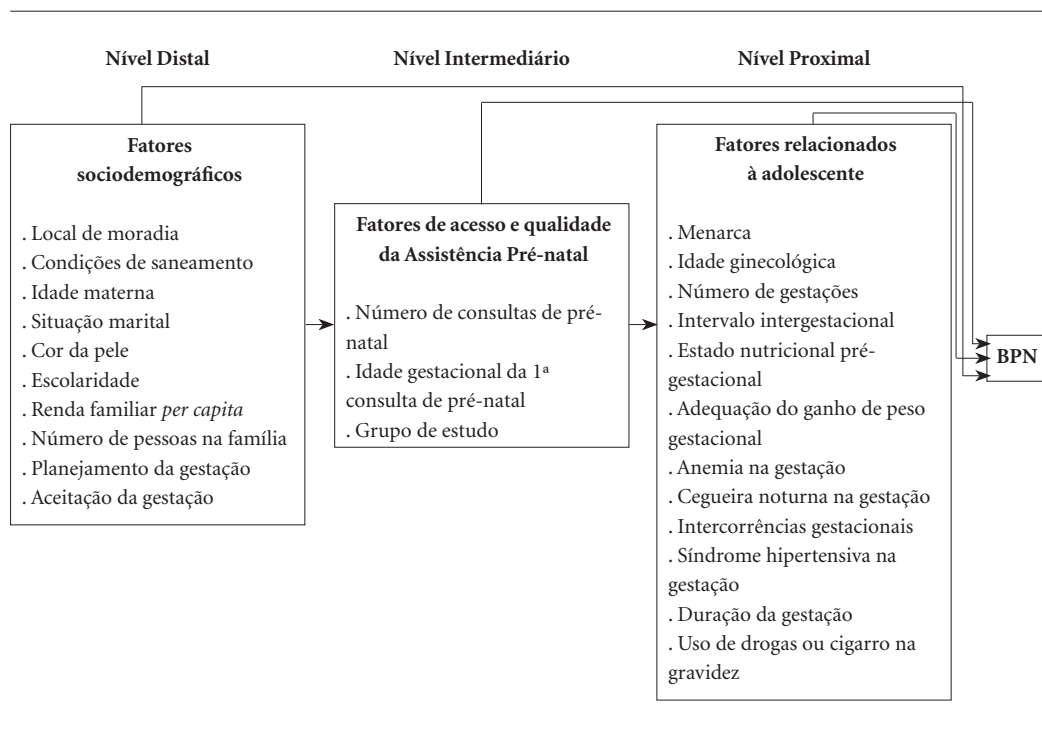 Nível Distal
Nível Intermediário
Nível Proximal
Fatores
sociodemográficos
. Local de moradia
. Condições de saneamento
. Idade materna
. Situação marital
. Cor da pele
. Escolaridade
. Renda familiar per capita
. Número de pessoas na família
. Planejamento da gestação
. Aceitação da gestação
Fatores de acesso e qualidade
da Assistência Pré-natal
. Número de consultas de pré-
natal
. Idade gestacional da 1ª
consulta de pré-natal
. Grupo de estudo
Fatores relacionados
à adolescente
. Menarca
. Idade ginecológica
. Número de gestações
. Intervalo intergestacional
. Estado nutricional pré-
gestacional
. Adequação do ganho de peso
gestacional
. Anemia na gestação
. Cegueira noturna na gestação
. Intercorrências gestacionais
. Síndrome hipertensiva na
gestação
. Duração da gestação
. Uso de drogas ou cigarro na
gravidez
BPN